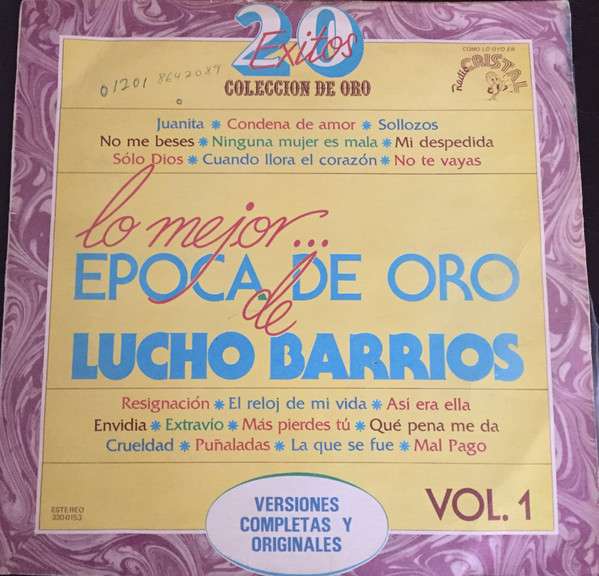 20
Exitos
COLECCION DE ORO
COMO LO OYO EN
Radio CRISTAL
01201 8642089
Juanita * Condena de amor * Sollozos
No me beses * Ninguna mujer es mala * Mi despedida
Sólo Dios * Cuando llora el corazón * No te vayas
lo mejor...
EPOCA DE ORO
de
LUCHO BARRIOS
Resignación * El reloj de mi vida * Así era ella
Envidia * Extravío * Más pierdes tú * Qué pena me da
Crueldad * Puñaladas * La que se fue * Mal Pago
ESTEREO
330-0153
VERSIONES
COMPLETAS Y
ORIGINALES
VOL. 1